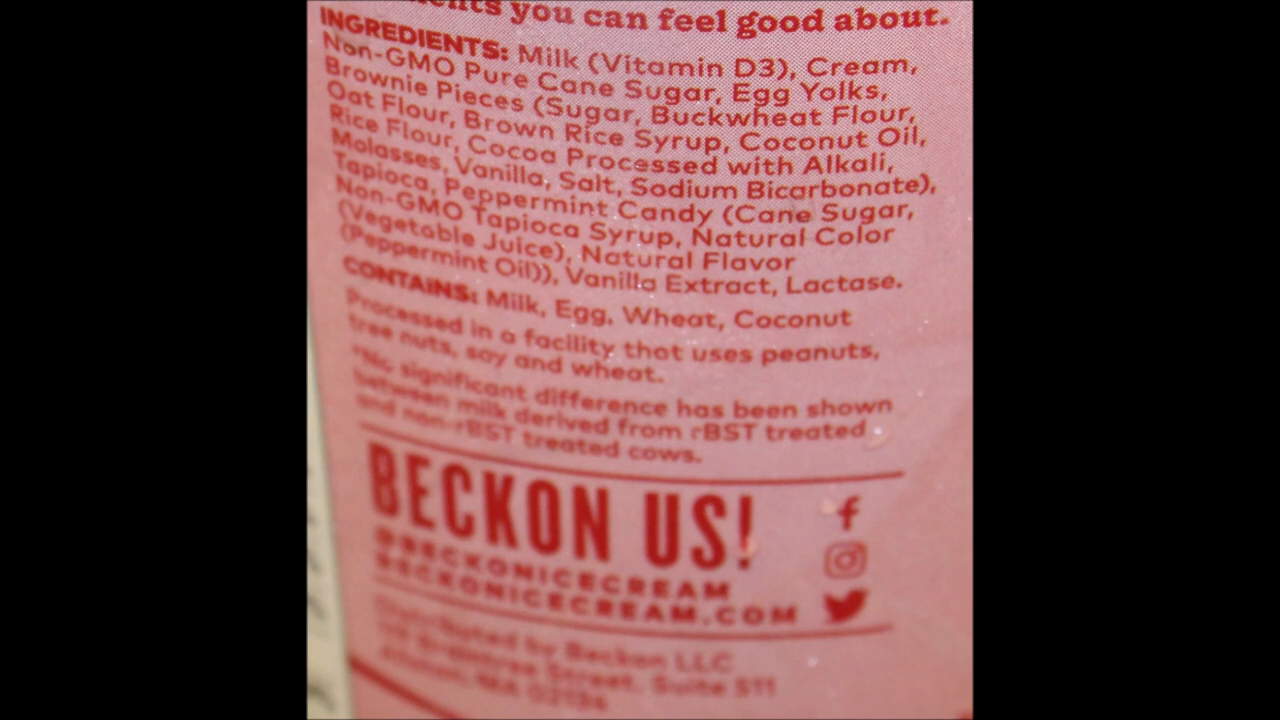 you can feel good about.
INGREDIENTS: Milk (Vitamin D3), Cream,
Non-GMO Pure Cane Sugar, Egg Yolks,
Brownie Pieces (Sugar, Buckwheat Flour,
Oat Flour, Brown Rice Syrup, Coconut Oil,
Rice Flour, Cocoa Processed with Alkali,
Molasses, Vanilla, Salt, Sodium Bicarbonate),
Tapioca, Peppermint Candy (Cane Sugar,
Non-GMO Tapioca Syrup, Natural Color
(Vegetable Juice), Natural Flavor
(Peppermint Oil)), Vanilla Extract, Lactase.
CONTAINS: Milk, Egg, Wheat, Coconut
Processed in a facility that uses peanuts,
tree nuts, soy and wheat.
*No significant difference has been shown
between milk derived from rBST treated
and non-rBST treated cows.
BECKON US!
@BECKONICECREAM
BECKONICECREAM.COM
Distributed by Beckon LLC
Braintree Street, Suite 511
MA 02134